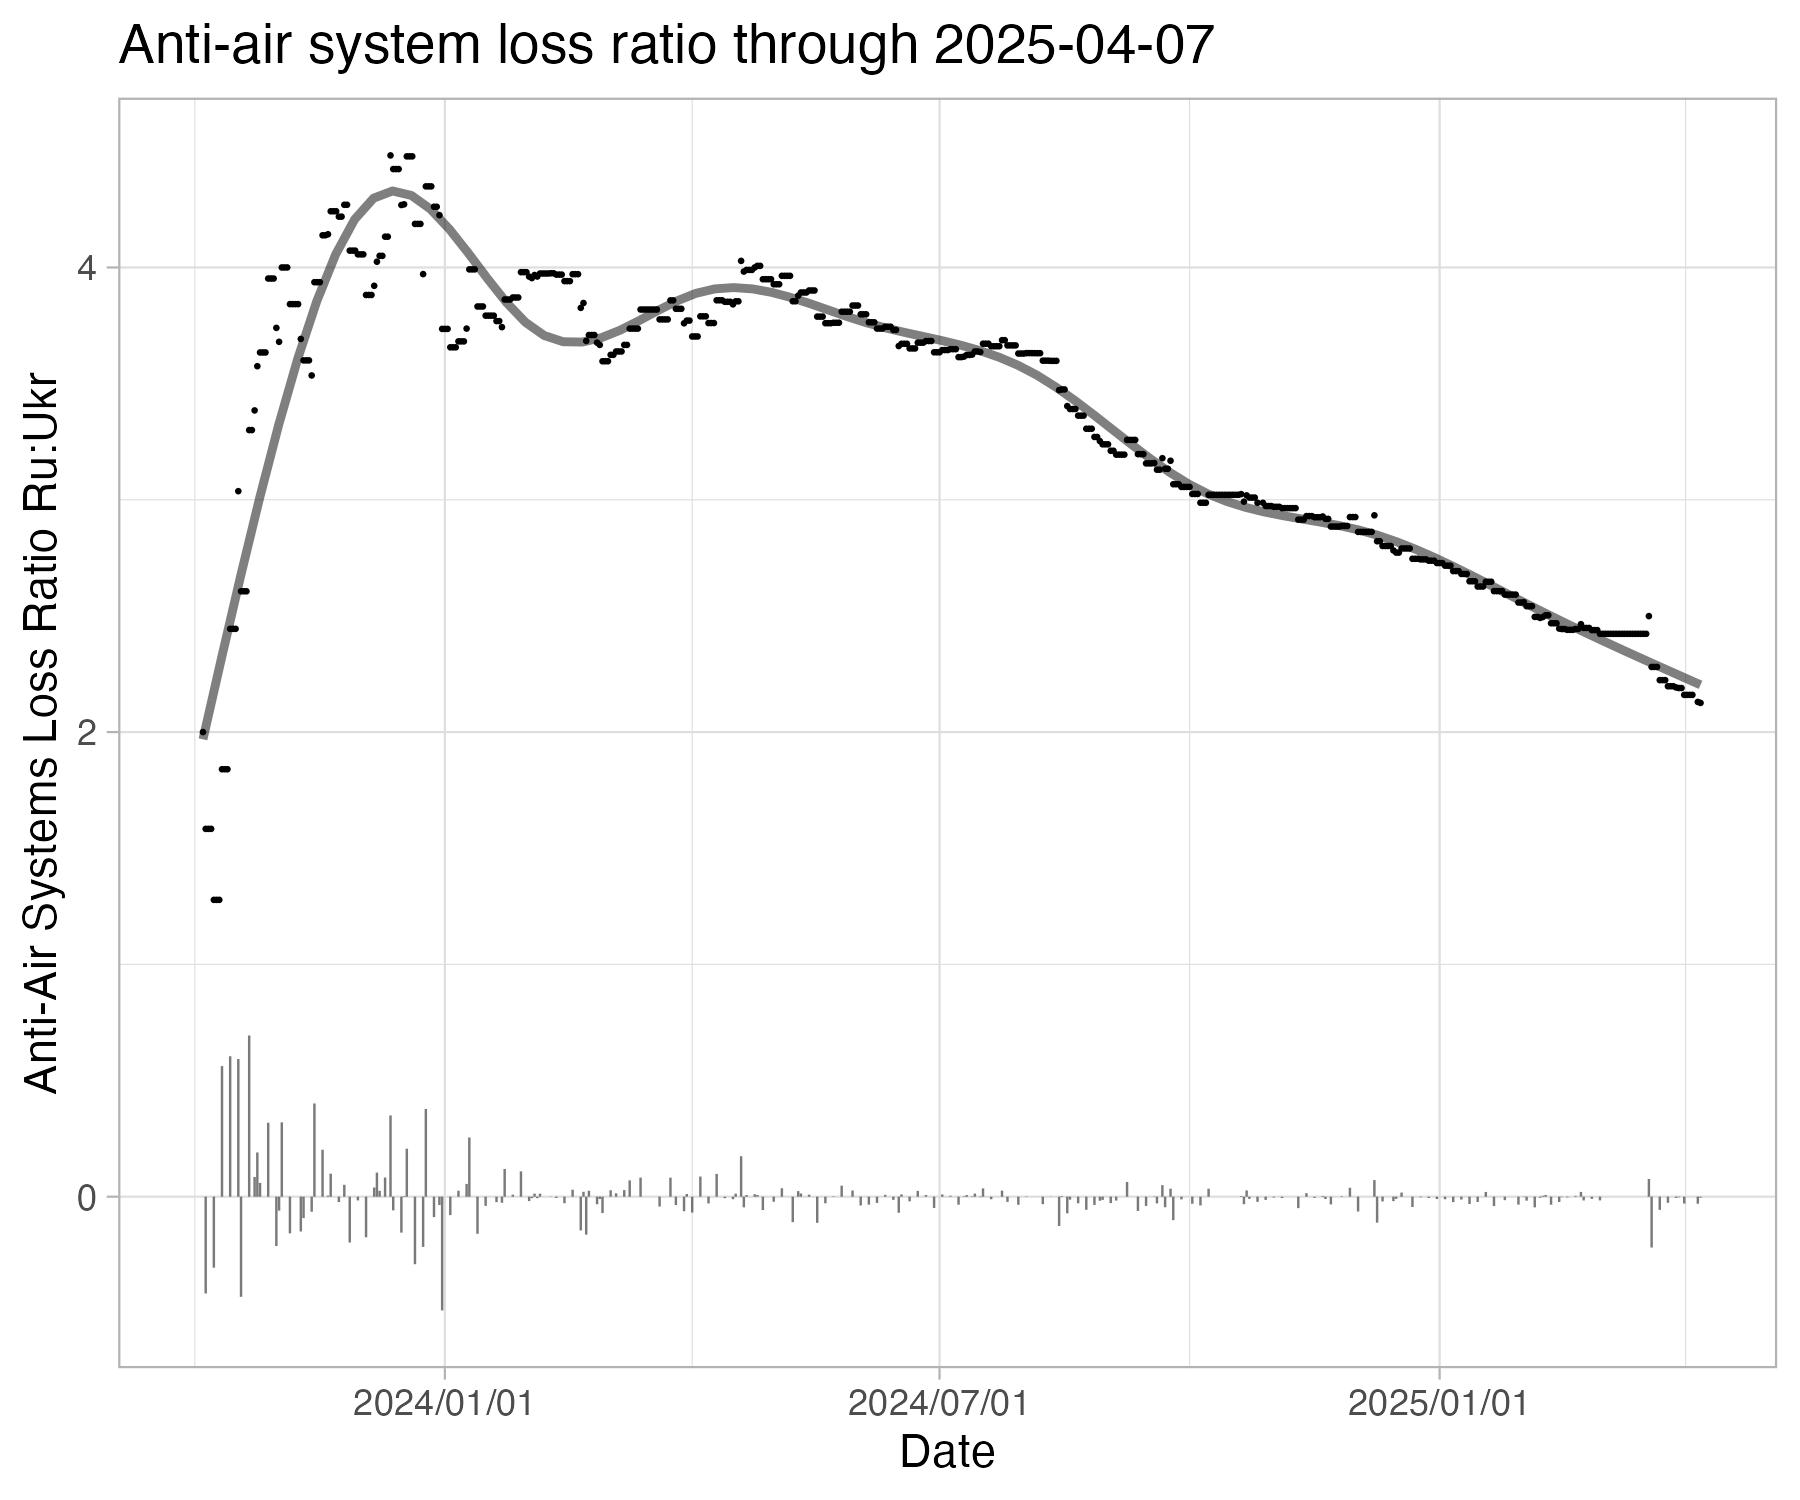 Anti-air system loss ratio through 2025-04-07
Anti-Air Systems Loss Ratio Ru:Ukr
4
2
0
2024/01/01
2024/07/01
2025/01/01
Date